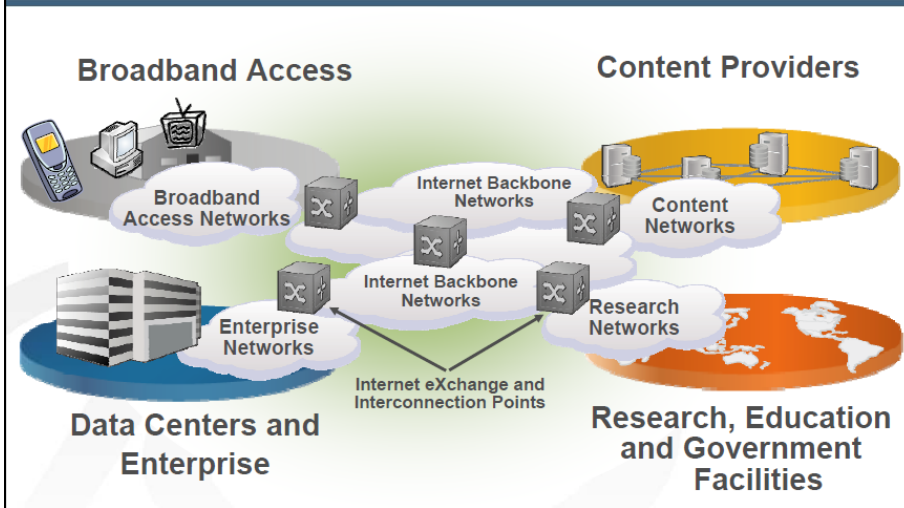 Broadband Access
Content Providers
Broadband
Access Networks
Internet Backbone
Networks
Content
Networks
Internet Backbone
Networks
Enterprise
Networks
Research
Networks
Internet eXchange and
Interconnection Points
Data Centers and
Enterprise
Research, Education
and Government
Facilities